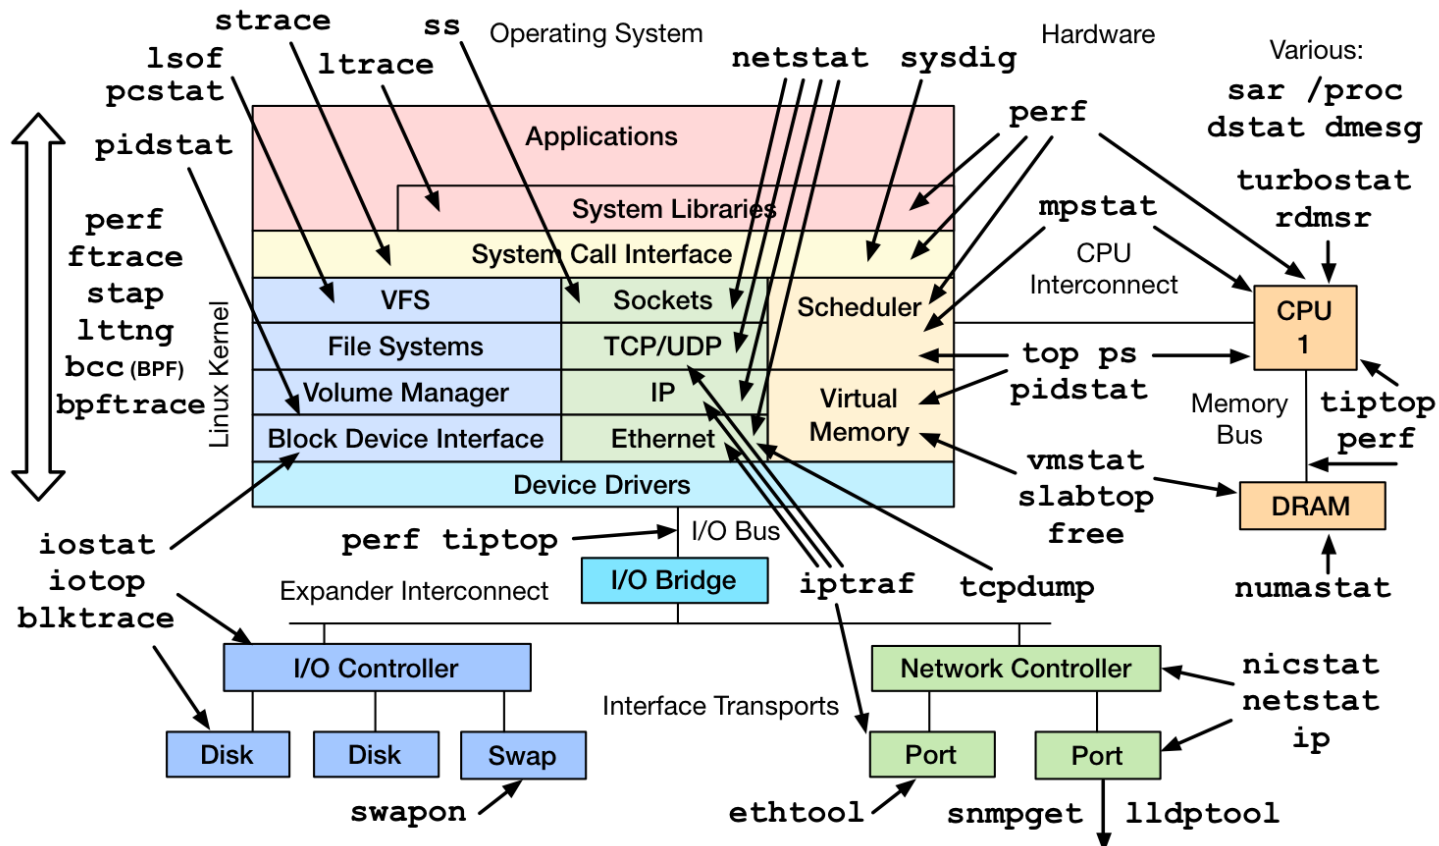 strace
ss
Operating System
Hardware
Various:
lsof
pcstat
ltrace
netstat
sysdig
sar /proc
dstat dmesg
perf
pidstat
Applications
turbostat
rdmsr
System Libraries
mpstat
perf
ftrace
stap
lttng
bcc (BPF)
bpftrace
Linux Kernel
System Call Interface
CPU
Interconnect
VFS
Sockets
Scheduler
CPU
1
File Systems
TCP/UDP
top ps
pidstat
Volume Manager
IP
Virtual
Memory
Memory
Bus
tiptop
perf
Block Device Interface
Ethernet
vmstat
slabtop
free
Device Drivers
DRAM
iostat
iotop
blktrace
perf tiptop
I/O Bus
I/O Bridge
iptraf
tcpdump
numastat
Expander Interconnect
I/O Controller
Network Controller
nicstat
netstat
ip
Interface Transports
Disk
Disk
Swap
Port
Port
swapon
ethtool
snmpget
lldptool